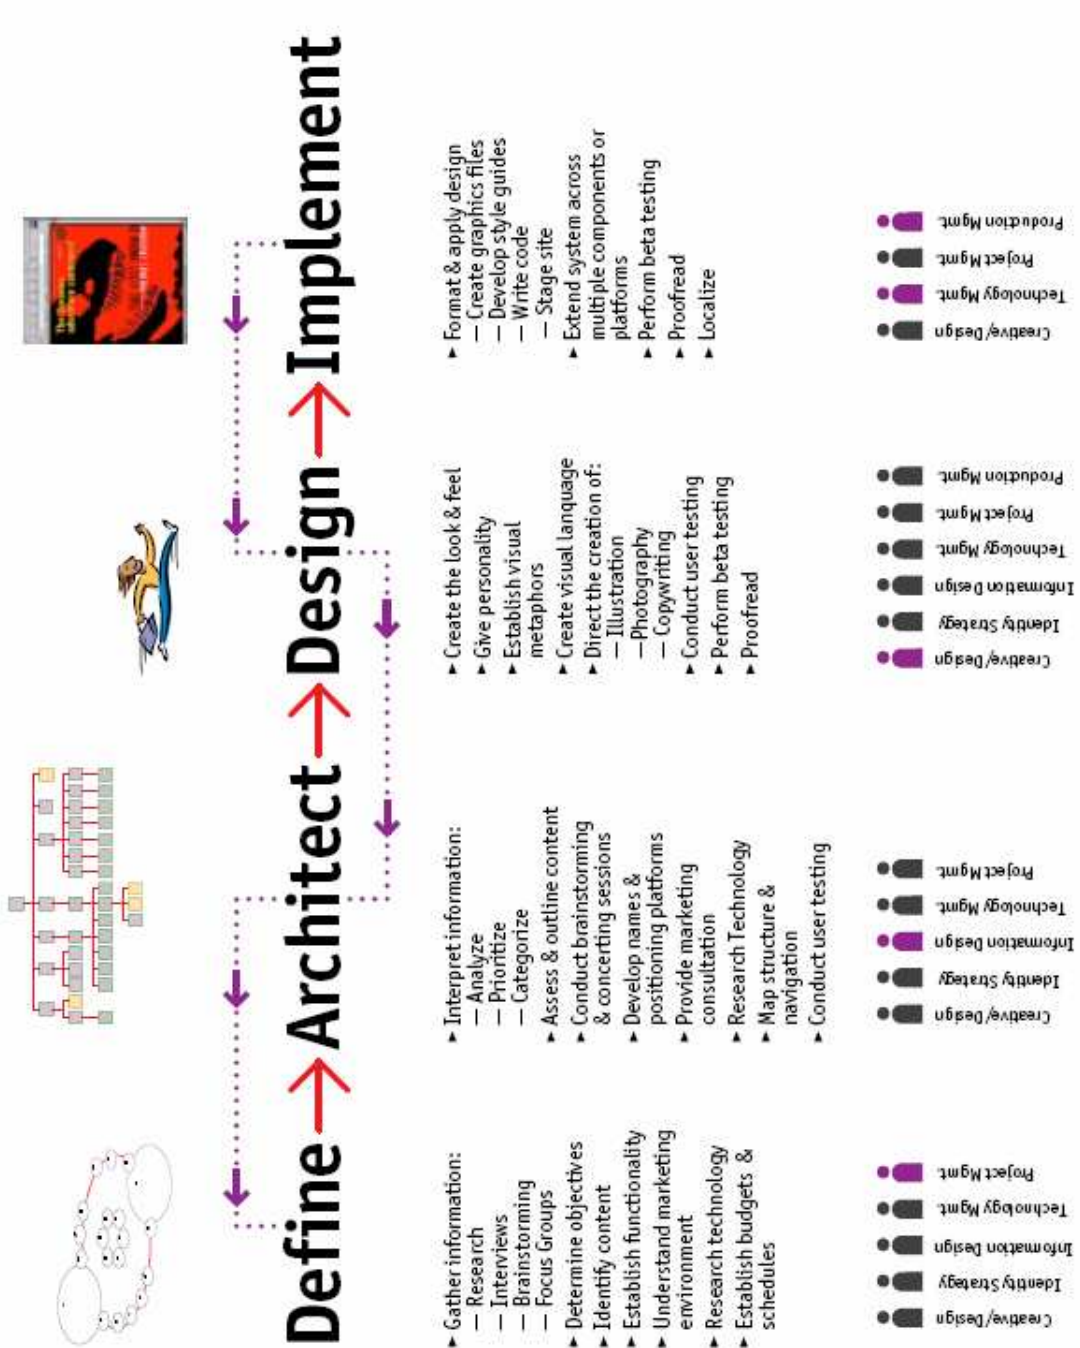 Define → Architect → Design → Implement
► Gather information:
— Research
— Interviews
— Brainstorming
— Focus Groups
► Determine objectives
► Identify content
► Establish functionality
► Understand marketing
environment
► Research technology
► Establish budgets &
schedules
► Interpret information:
— Analyze
— Prioritize
— Categorize
► Assess & outline content
► Conduct brainstorming
& concerting sessions
► Develop names &
positioning platforms
► Provide marketing
consultation
► Research Technology
► Map structure &
navigation
► Conduct user testing
► Create the look & feel
► Give personality
► Establish visual
metaphors
► Create visual language
► Direct the creation of:
— Illustration
—Photography
— Copywriting
► Conduct user testing
► Perform beta testing
► Proofread
► Format & apply design
— Create graphics files
— Develop style guides
— Write code
— Stage site
► Extend system across
multiple components or
platforms
► Perform beta testing
► Proofread
► Localize
Creative/Design
Identity Strategy
Information Design
Technology Mgmt.
Project Mgmt.
Creative/Design
Identity Strategy
Information Design
Technology Mgmt.
Project Mgmt.
Creative/Design
Identity Strategy
Information Design
Technology Mgmt.
Project Mgmt.
Production Mgmt.
Creative/Design
Technology Mgmt.
Project Mgmt.
Production Mgmt.